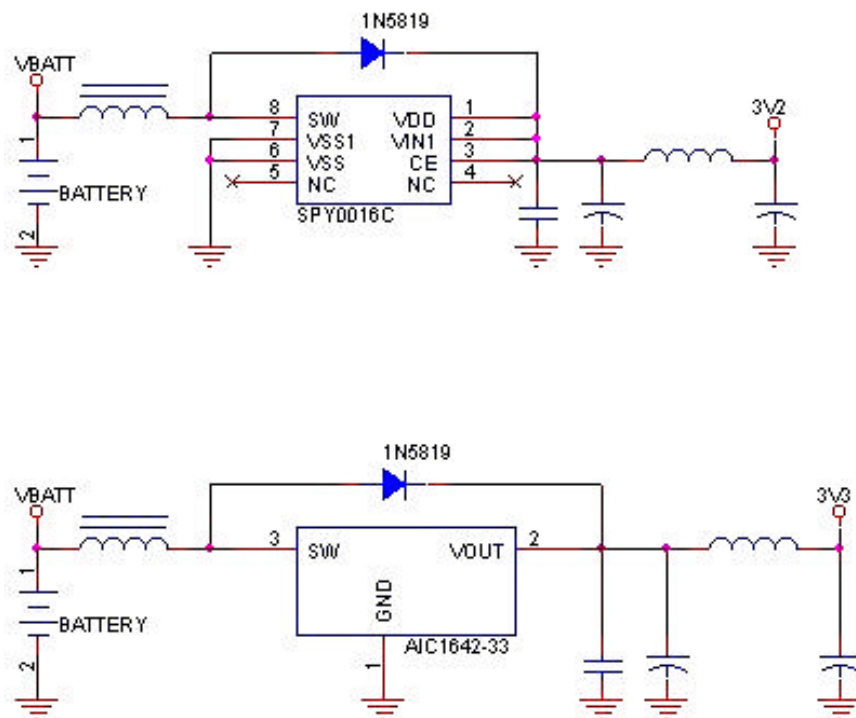 1N5819
VBATT
3V2
8 SW VDD 1
7 VSS1 VIN1 2
6 VSS CE 3
5 NC NC 4
1
BATTERY
2
SPY0016C
1N5819
VBATT
3V3
3 SW VOUT 2
GND
1
BATTERY
2
AIC1642-33
1